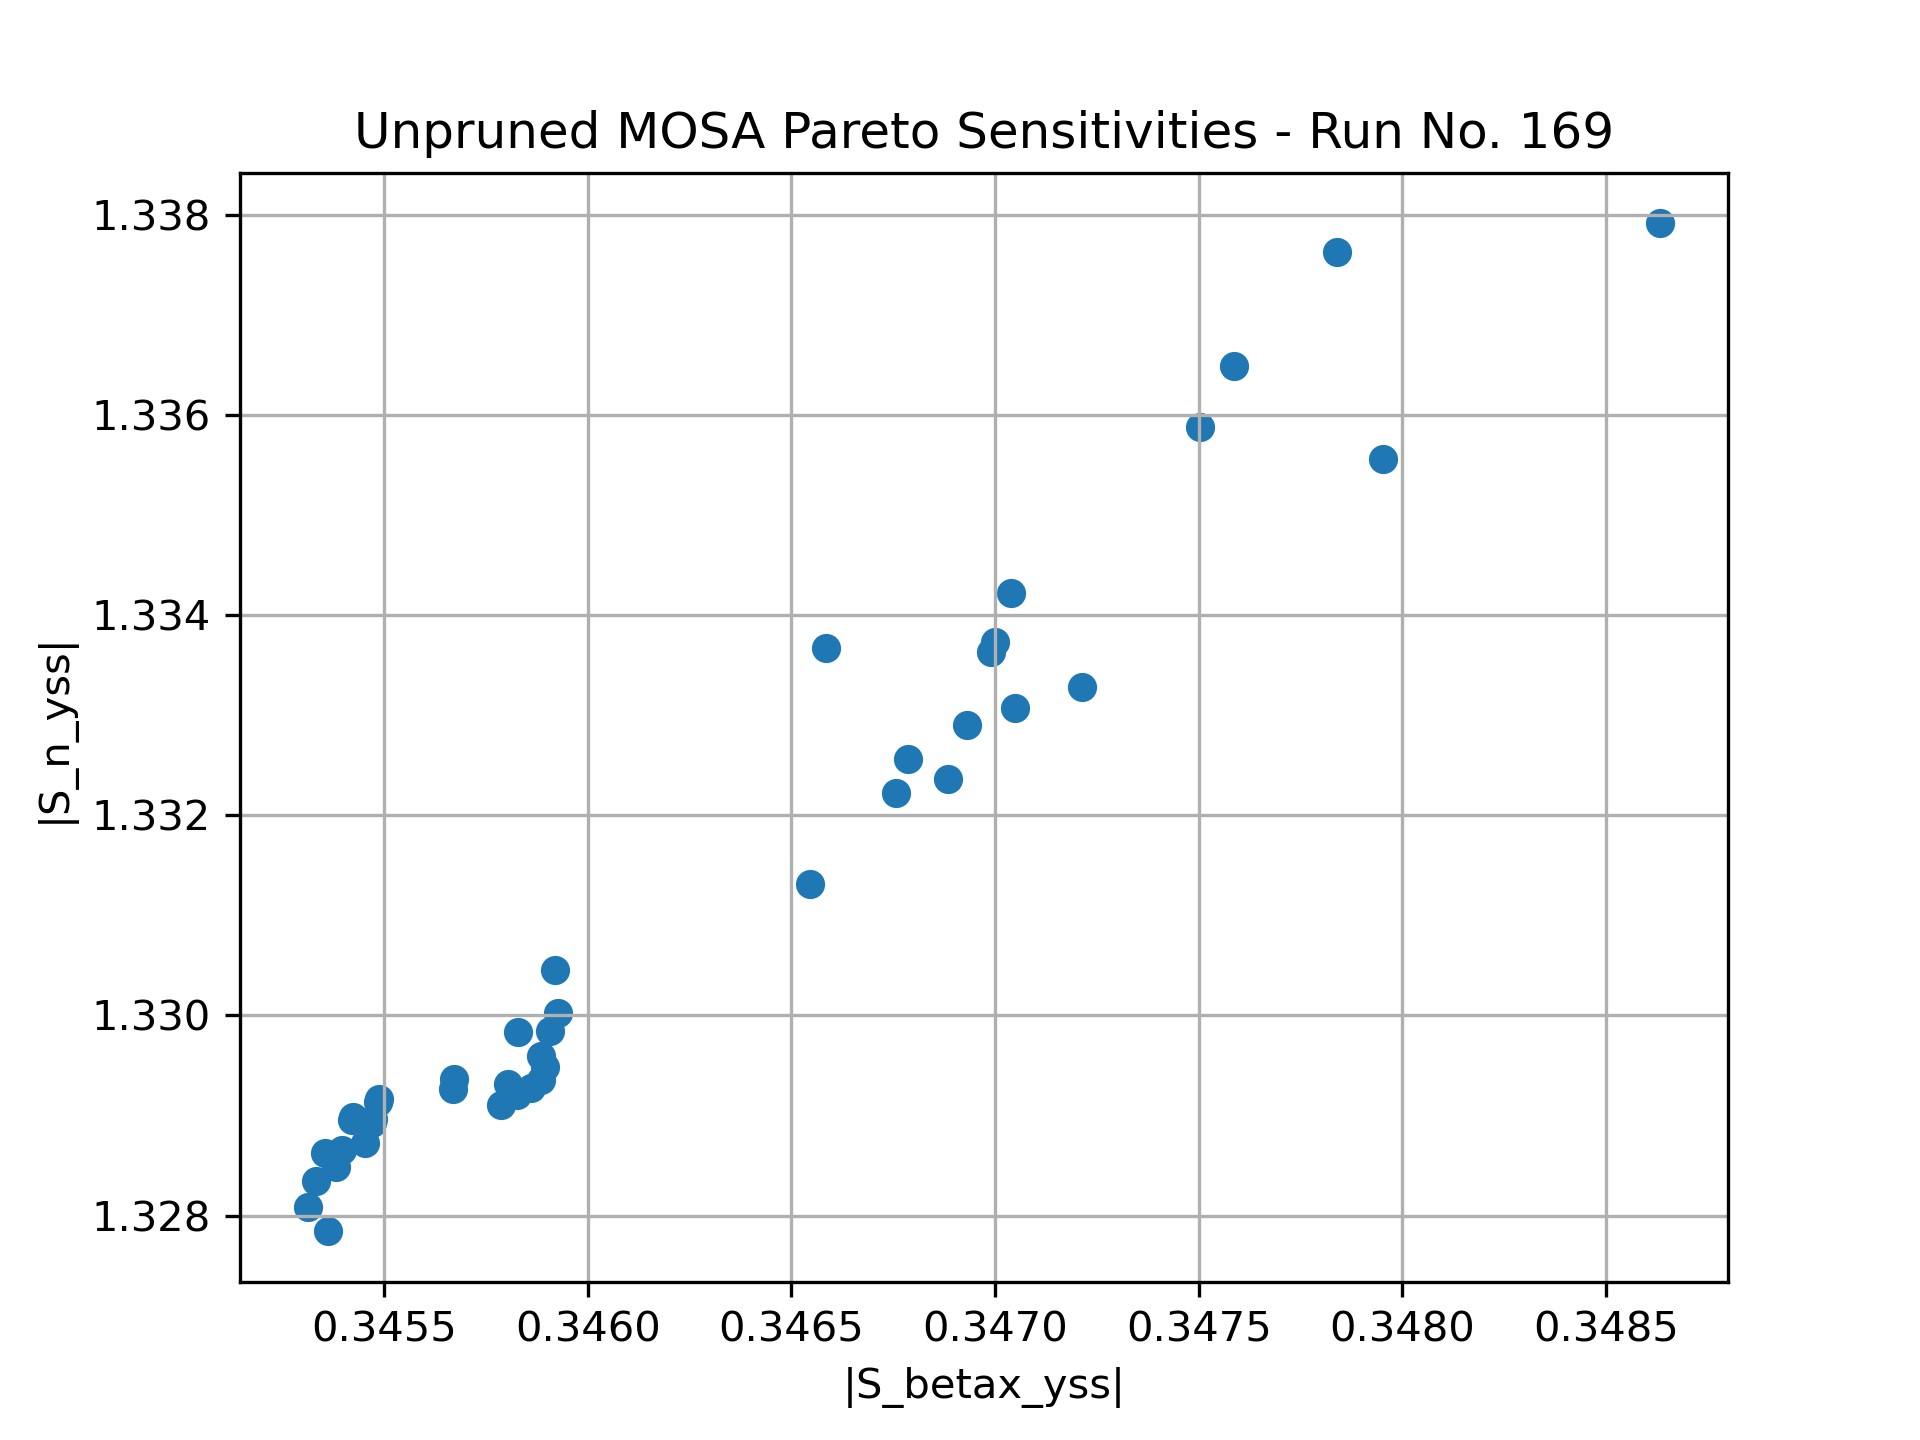 Unpruned MOSA Pareto Sensitivities - Run No. 169
1.338
1.336
1.334
1.332
1.330
1.328
|S_n_yss|
0.3455 0.3460 0.3465 0.3470 0.3475 0.3480 0.3485
|S_betax_yss|